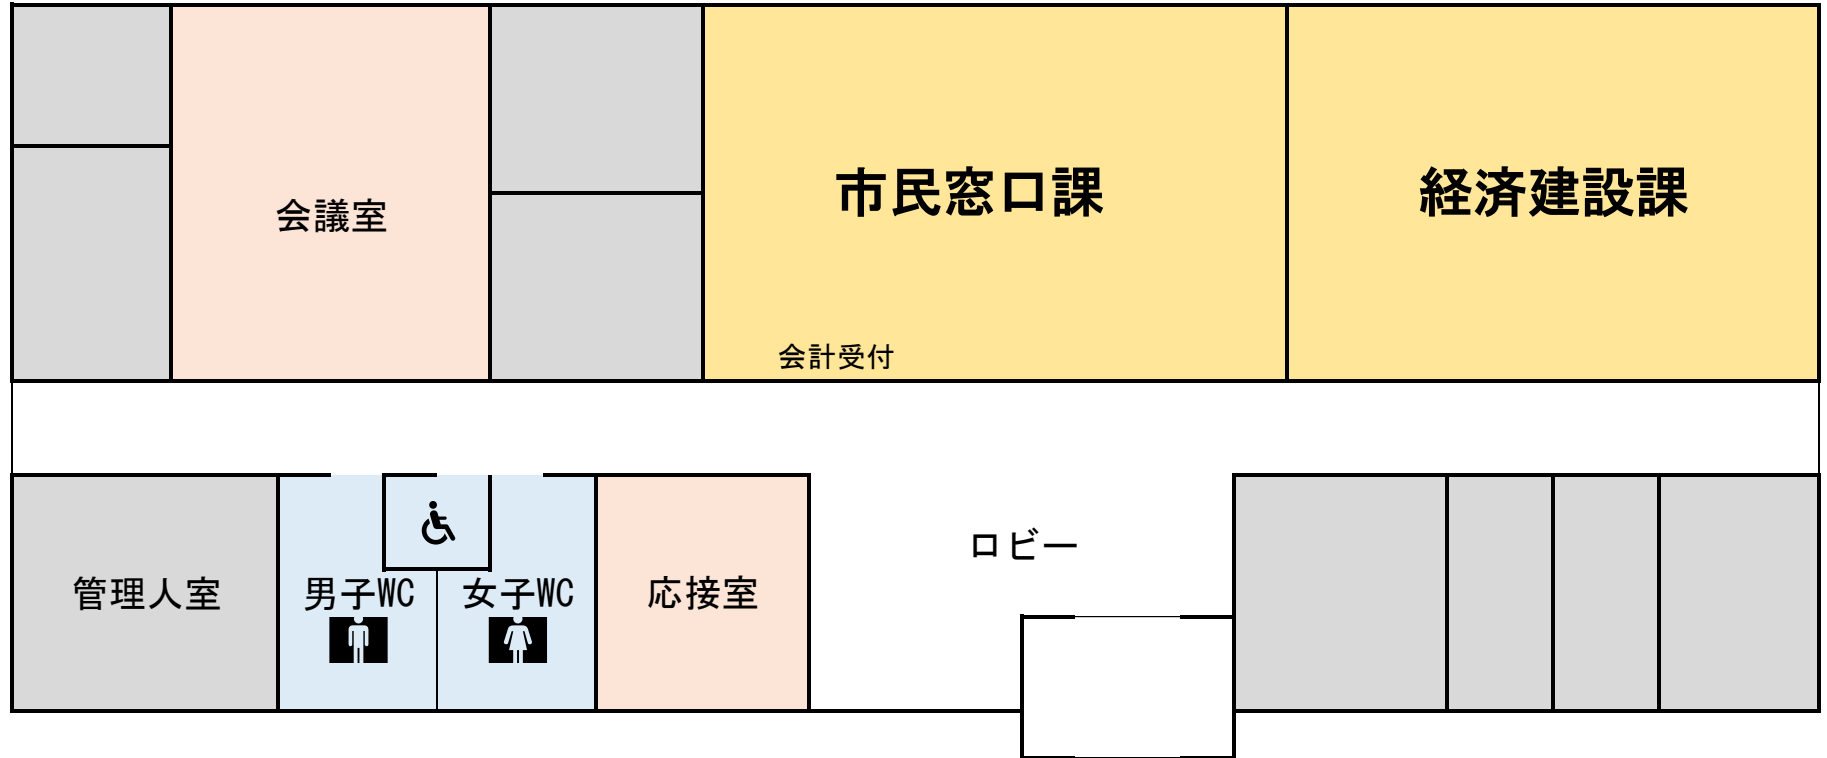 市民窓口課
経済建設課
会議室
会計受付
ロビー
管理人室
男子WC
女子WC
応接室